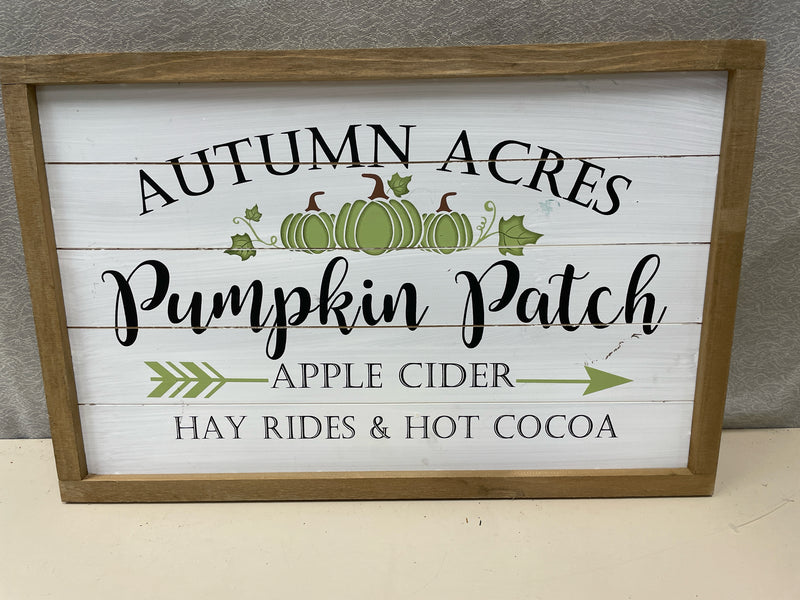 AUTUMN ACRES
Pumpkin Patch
APPLE CIDER
HAY RIDES & HOT COCOA